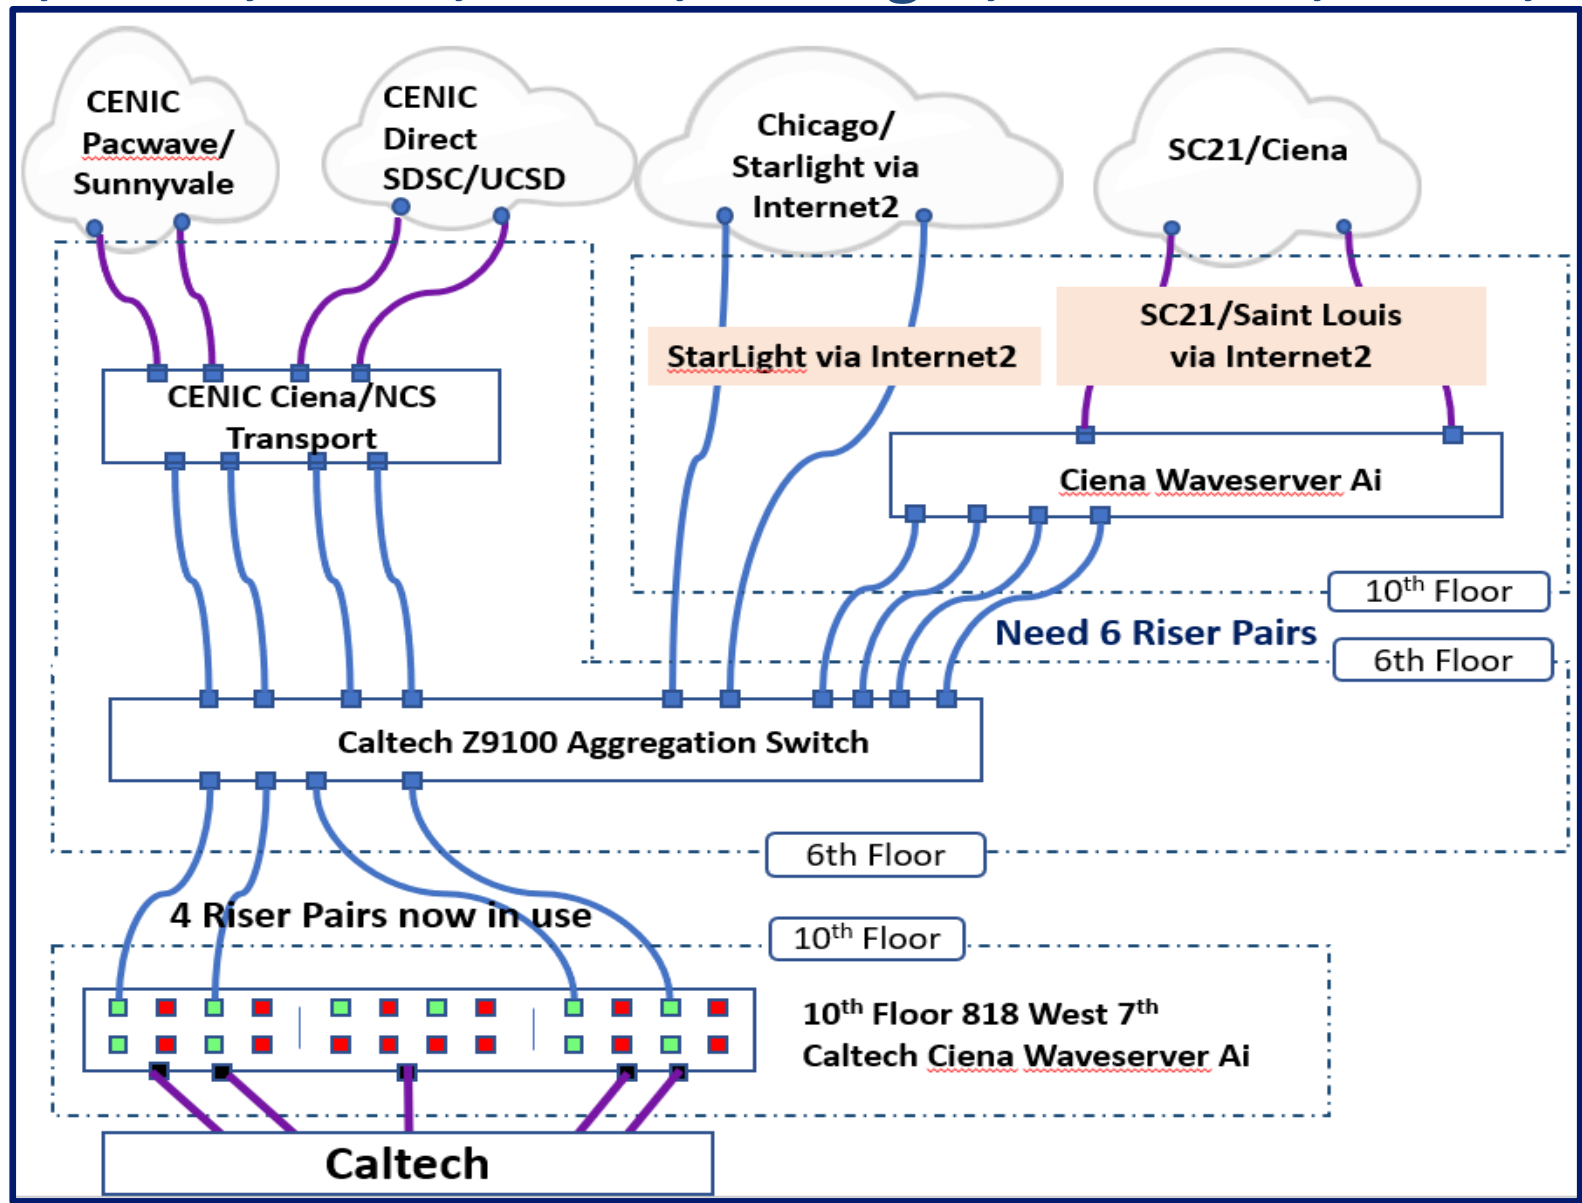 CENIC
Pacwave/
Sunnyvale
CENIC
Direct
SDSC/UCSD
Chicago/
Starlight via
Internet2
SC21/Ciena
StarLight via Internet2
SC21/Saint Louis
via Internet2
CENIC Ciena/NCS
Transport
Ciena Waveserver Ai
10th Floor
Need 6 Riser Pairs
6th Floor
Caltech Z9100 Aggregation Switch
6th Floor
4 Riser Pairs now in use
10th Floor
10th Floor 818 West 7th
Caltech Ciena Waveserver Ai
Caltech